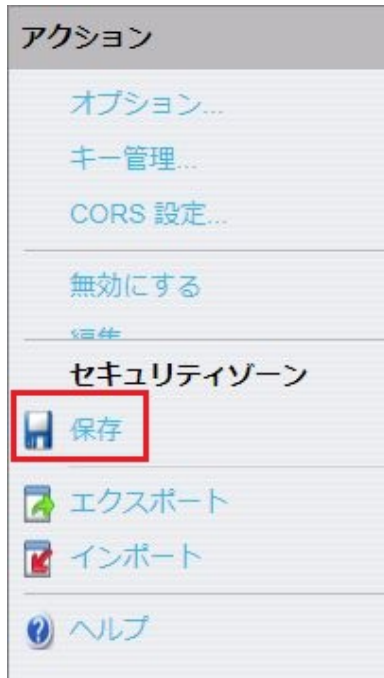 アクション
オプション...
キー管理...
CORS 設定...
無効にする
編集
セキュリティゾーン
保存
エクスポート
インポート
ヘルプ